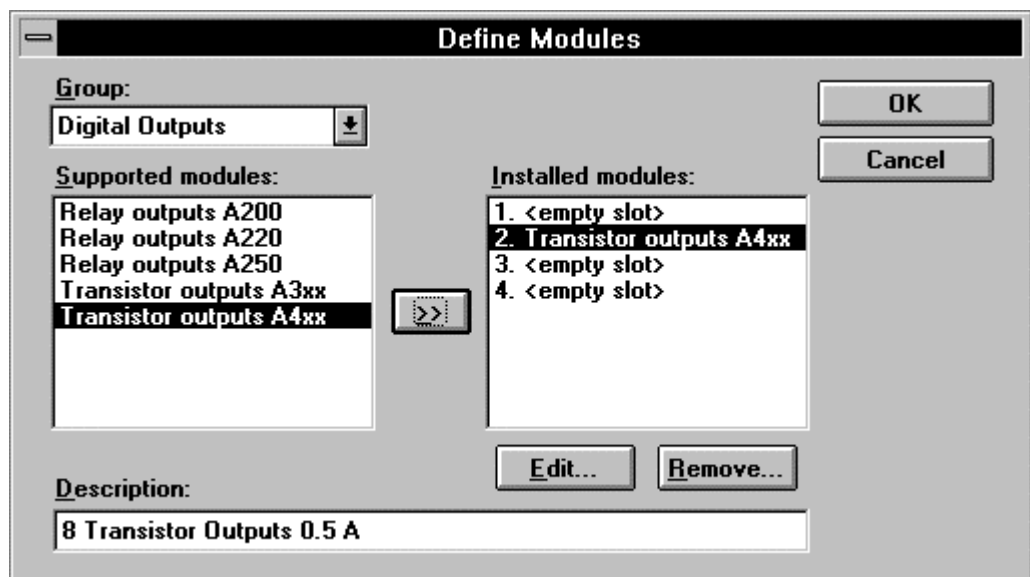 Define Modules
Group:
Digital Outputs
OK
Cancel
Supported modules:
Relay outputs A200
Relay outputs A220
Relay outputs A250
Transistor outputs A3xx
Transistor outputs A4xx
>>
Installed modules:
1. <empty slot>
2. Transistor outputs A4xx
3. <empty slot>
4. <empty slot>
Edit...
Remove...
Description:
8 Transistor Outputs 0.5 A